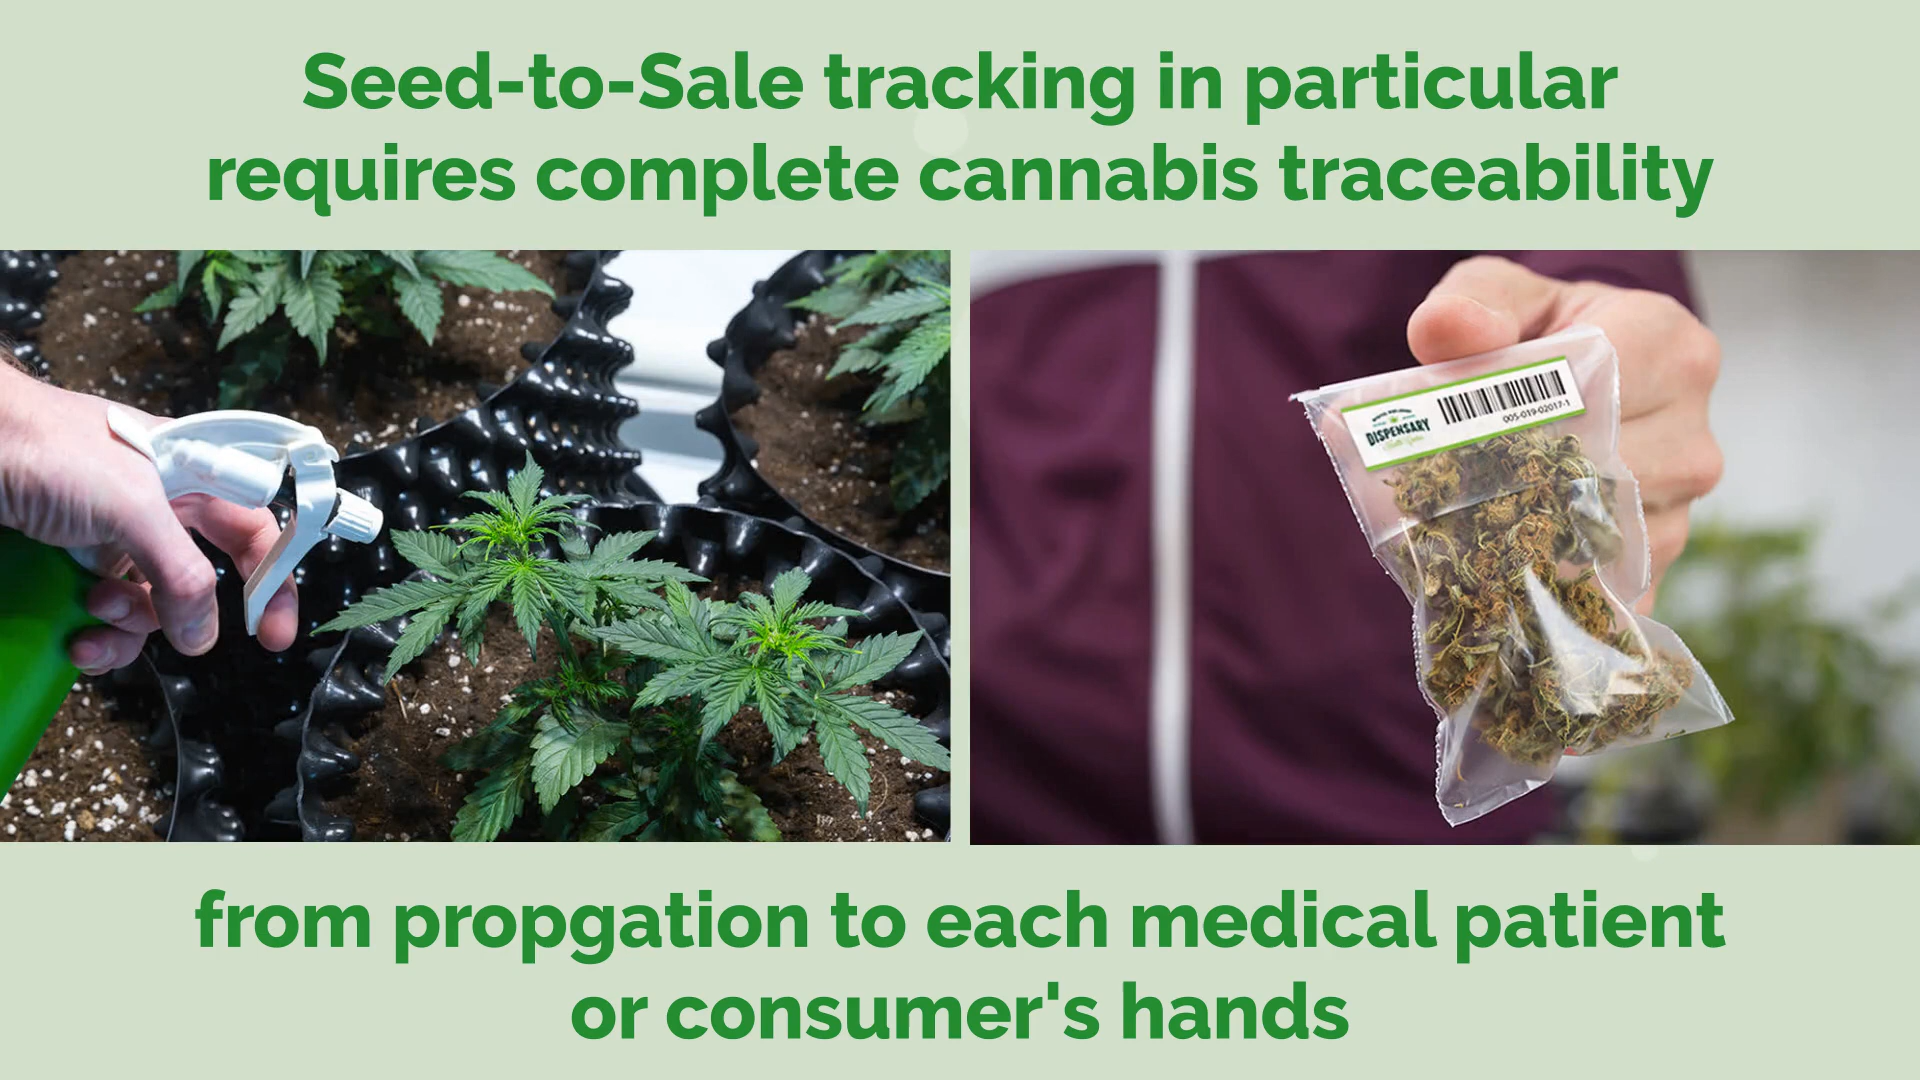 Seed-to-Sale tracking in particular
requires complete cannabis traceability
DISPENSARY
005-019-02017-1
from propgation to each medical patient
or consumer's hands